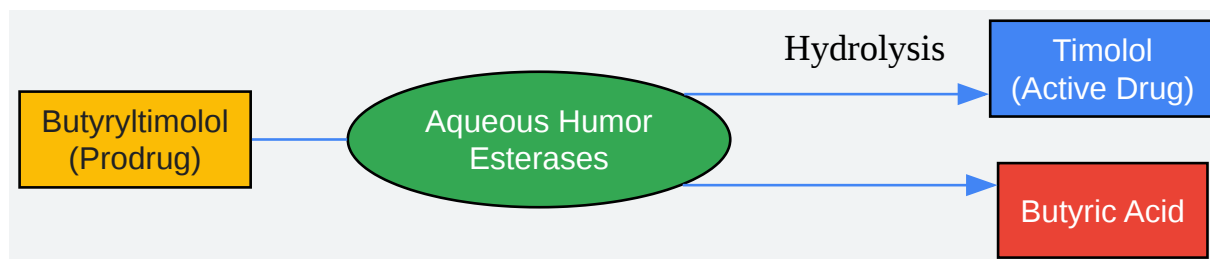 Butyryltimolol
(Prodrug)
Aqueous Humor
Esterases
Hydrolysis
Timolol
(Active Drug)
Butyric Acid